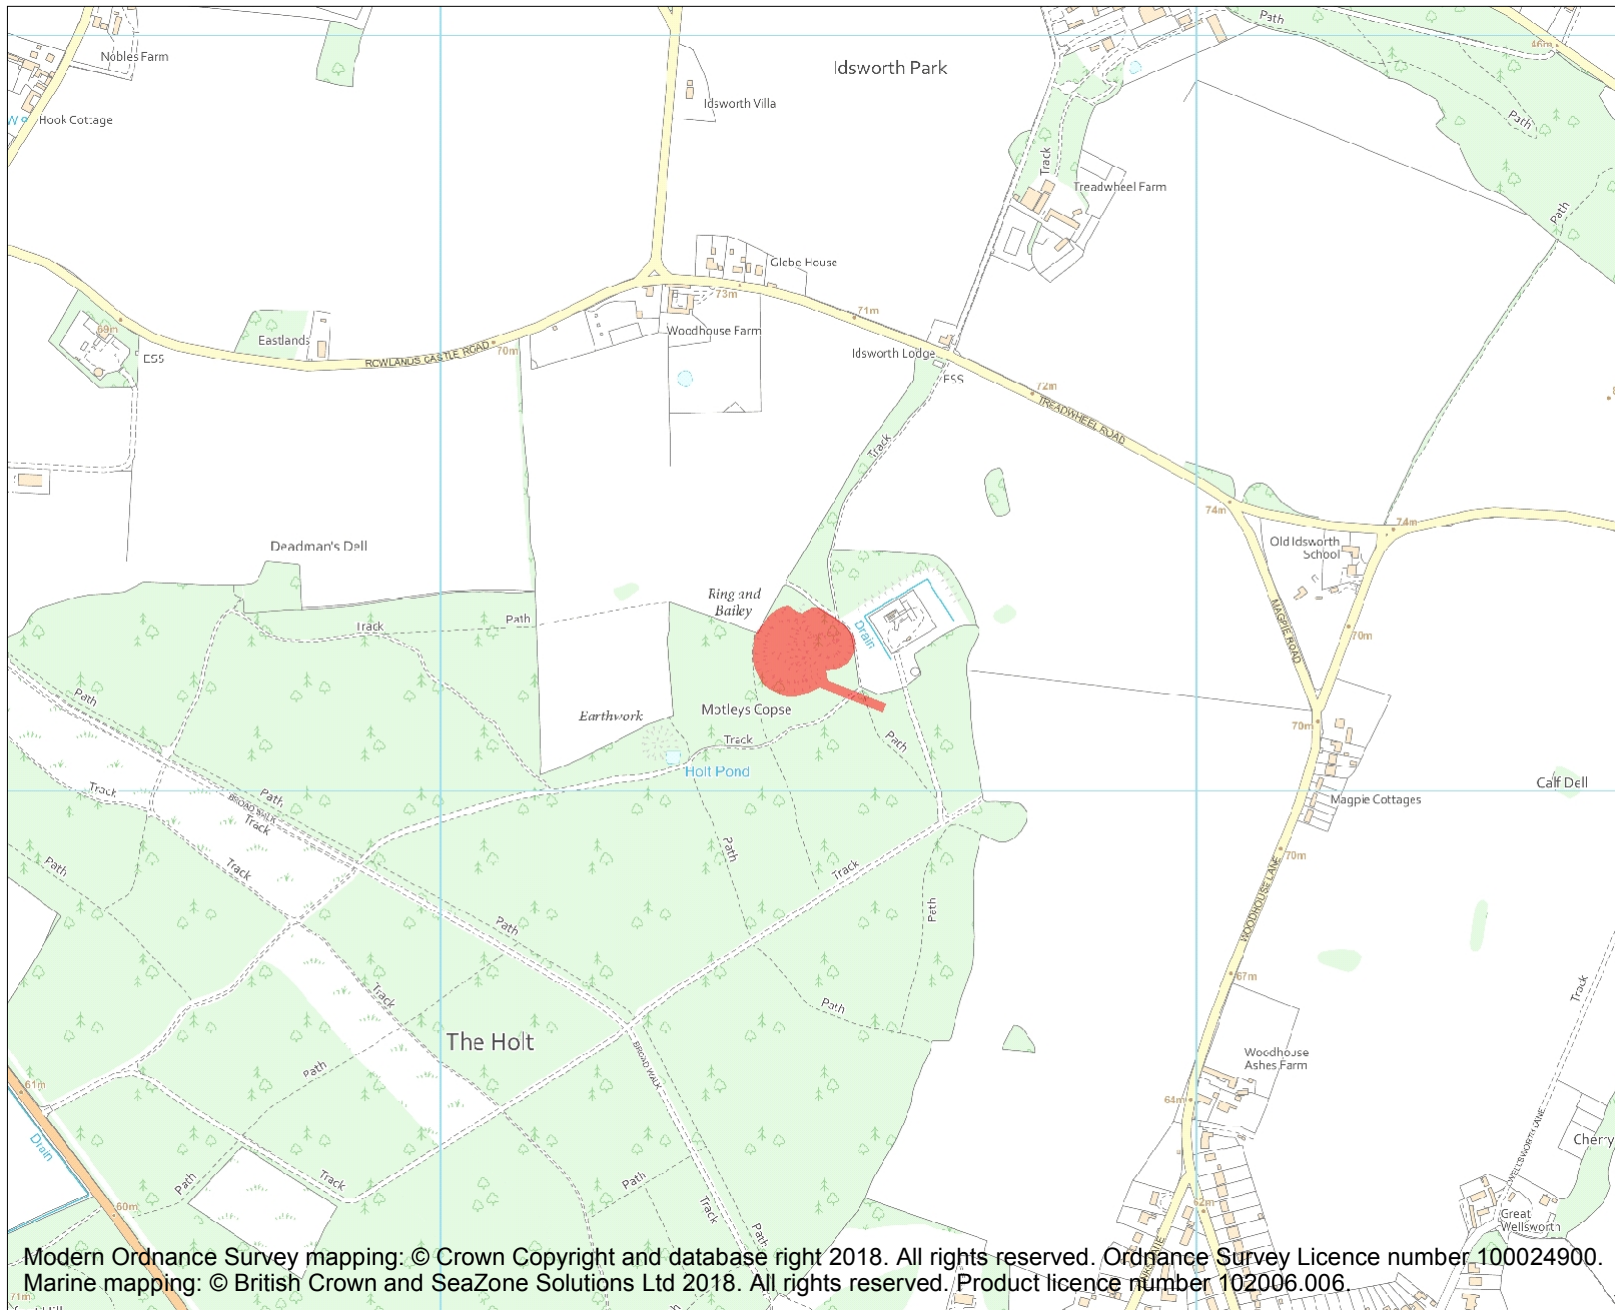 Path
46m
Nobles Farm
Idsworth Park
Idsworth Villa
Hook Cottage
Path
Track
Treadwheel Farm
Path
Glebe House
73m
71m
69m
Woodhouse Farm
Eastlands
ESS
ROWLANDS CASTLE ROAD
70m
Idsworth Lodge
ESS
72m
TREADWHEEL ROAD
Track
74m
74m
Old Idsworth
School
Deadman's Dell
Ring and
Bailey
Path
Track
Drain
MAGPIE ROAD
70m
Path
Motleys Copse
Earthwork
70m
Track
Path
Holt Pond
Calf Dell
Track
Path
BROAD WALK
Track
Magpie Cottages
Path
Track
Path
Track
70m
WOODHOUSE LANE
Path
Path
67m
Track
Track
Path
The Holt
BROAD WALK
Woodhouse
Ashes Farm
Path
61m
64m
Drain
WELLSWORTH LANE
Cherry
Path
Track
Path
Track
60m
62m
Path
Great
Wellsworth
Modern Ordnance Survey mapping: © Crown Copyright and database right 2018. All rights reserved. Ordnance Survey Licence number 100024900.
Marine mapping: © British Crown and SeaZone Solutions Ltd 2018. All rights reserved. Product licence number 102006.006.
71m